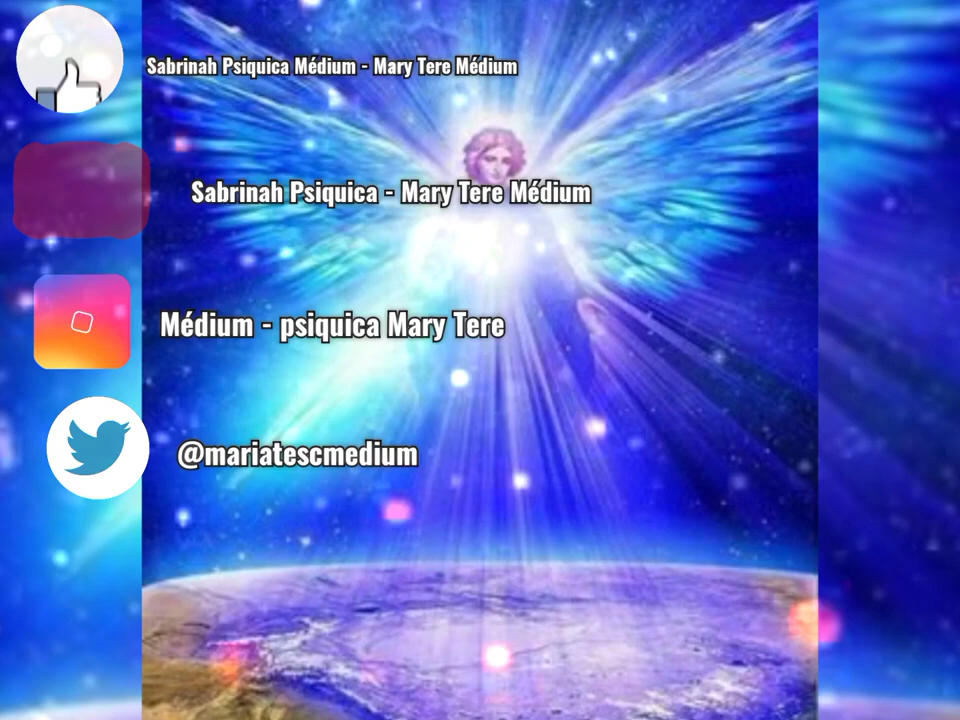 Sabrinah Psiquica Médium - Mary Tere Médium
Sabrinah Psiquica - Mary Tere Médium
Médium - psiquica Mary Tere
@mariatescmedium